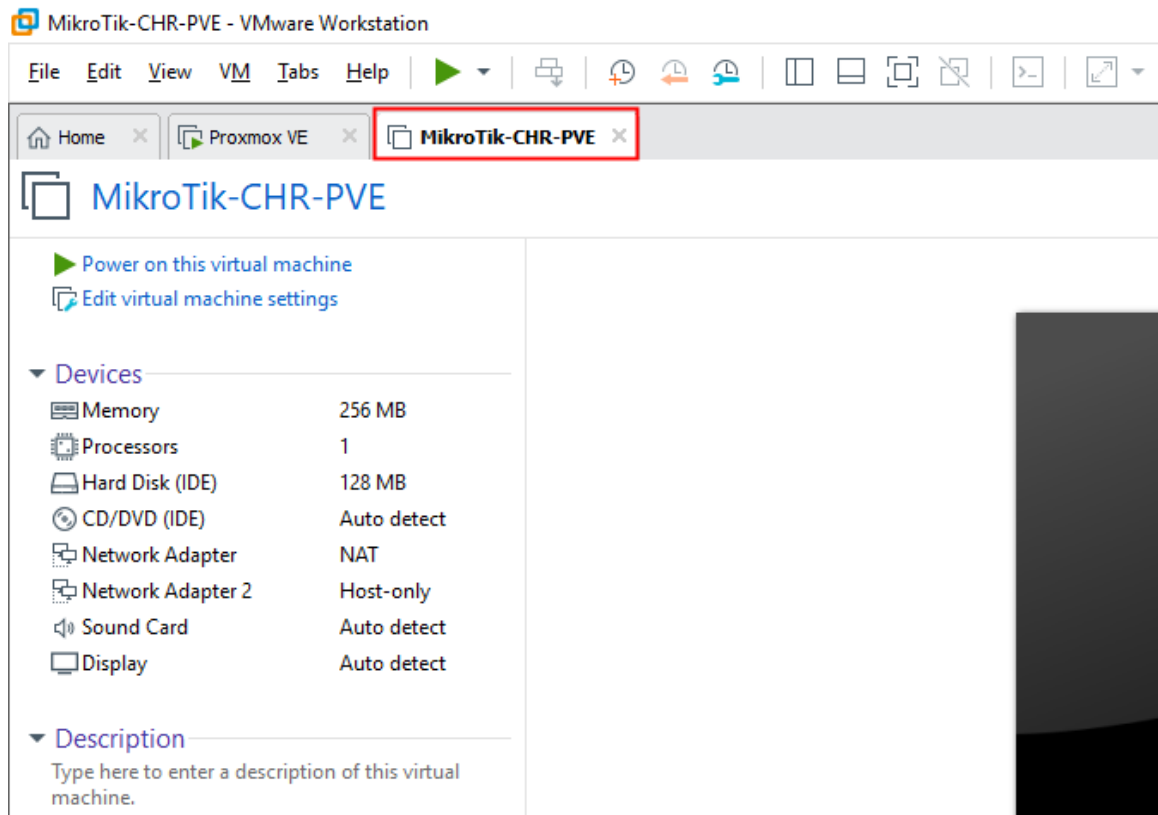 MikroTik-CHR-PVE - VMware Workstation
File Edit View VM Tabs Help
Home Proxmox VE MikroTik-CHR-PVE
MikroTik-CHR-PVE
Power on this virtual machine
Edit virtual machine settings
Devices
Memory 256 MB
Processors 1
Hard Disk (IDE) 128 MB
CD/DVD (IDE) Auto detect
Network Adapter NAT
Network Adapter 2 Host-only
Sound Card Auto detect
Display Auto detect
Description
Type here to enter a description of this virtual
machine.